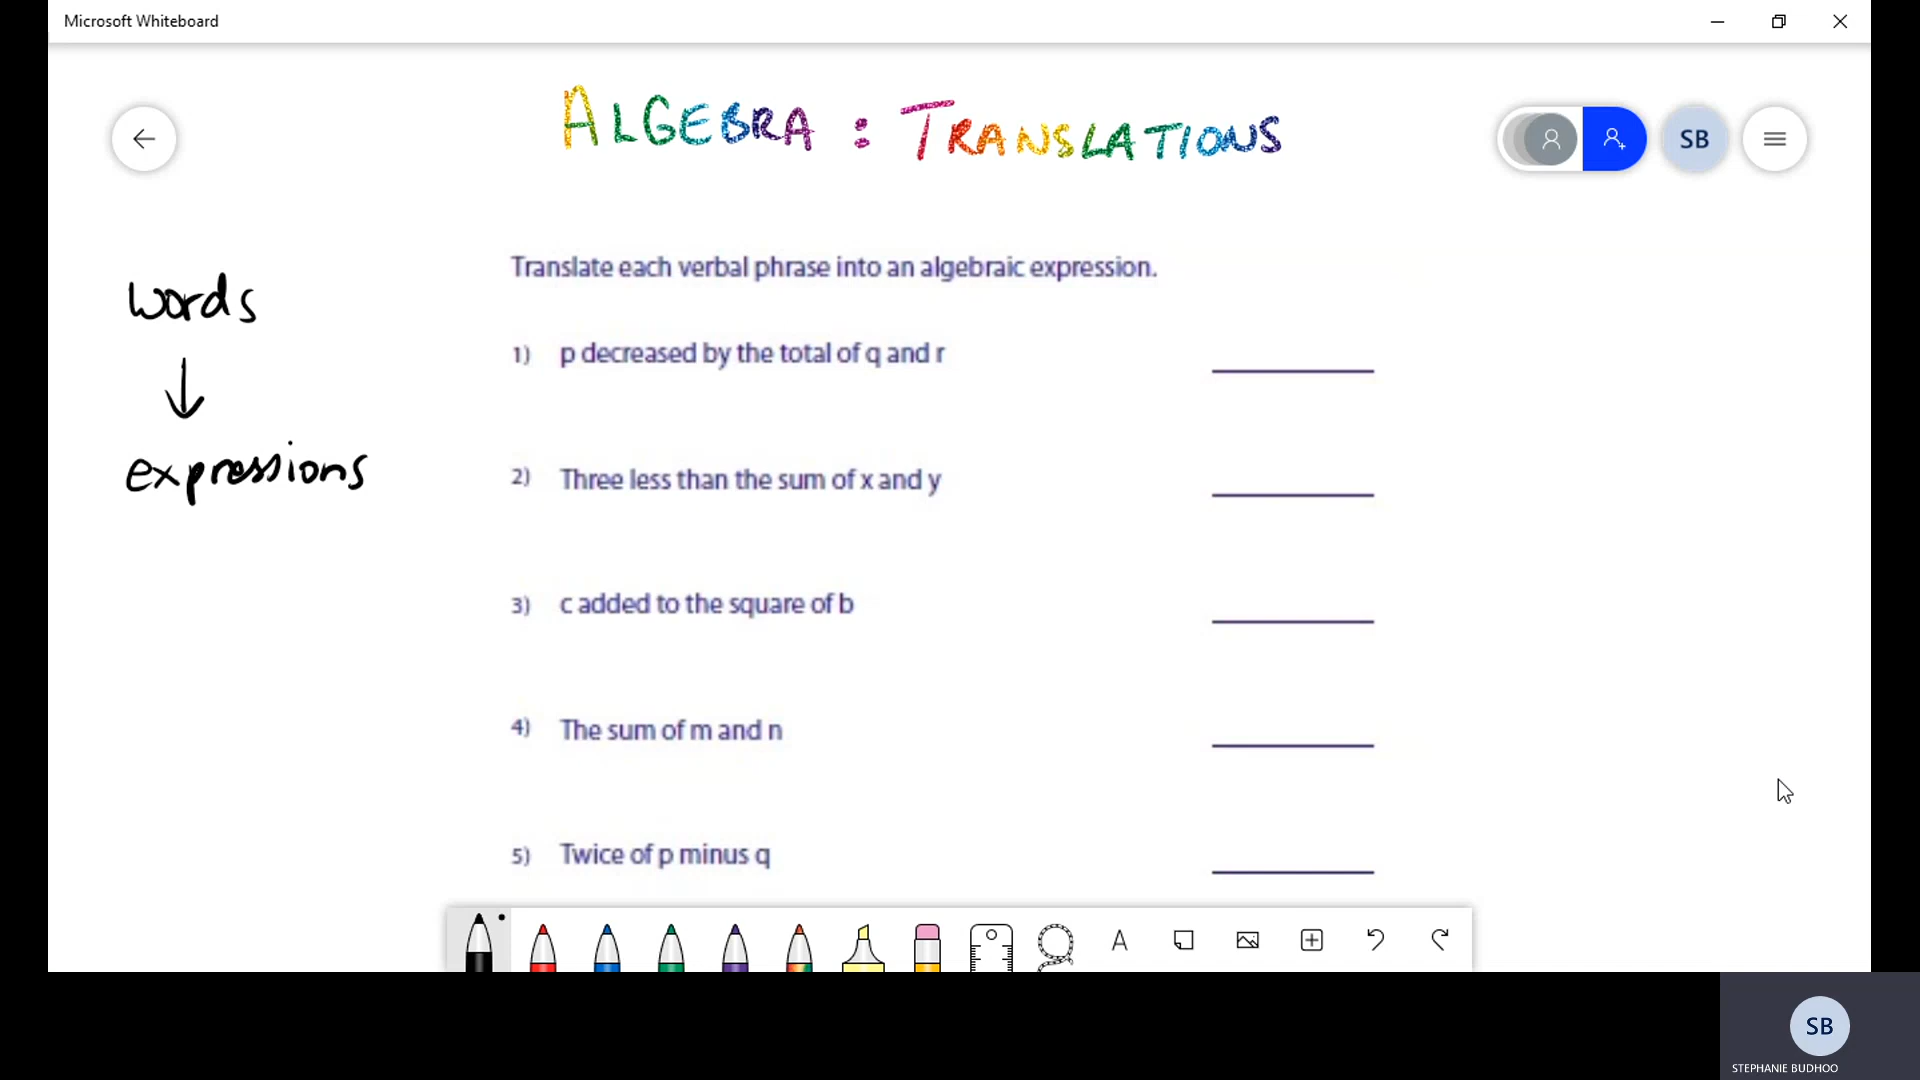 Microsoft Whiteboard
ALGEBRA : TRANSLATIONS
SB
words
expressions
Translate each verbal phrase into an algebraic expression.
1) p decreased by the total of q and r
2) Three less than the sum of x and y
3) c added to the square of b
4) The sum of m and n
5) Twice of p minus q
A
SB
STEPHANIE BUDHOO